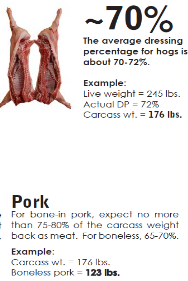 ~70%
The average dressing
percentage for hogs is
about 70-72%.
Example:
Live weight = 245 lbs.
Actual DP = 72%
Carcass wt. = 176 lbs.
Pork
For bone-in pork, expect no more
than 75-80% of the carcass weight
back as meat. For boneless, 65-70%.
Example:
Carcass wt. = 176 lbs.
Boneless pork = 123 lbs.